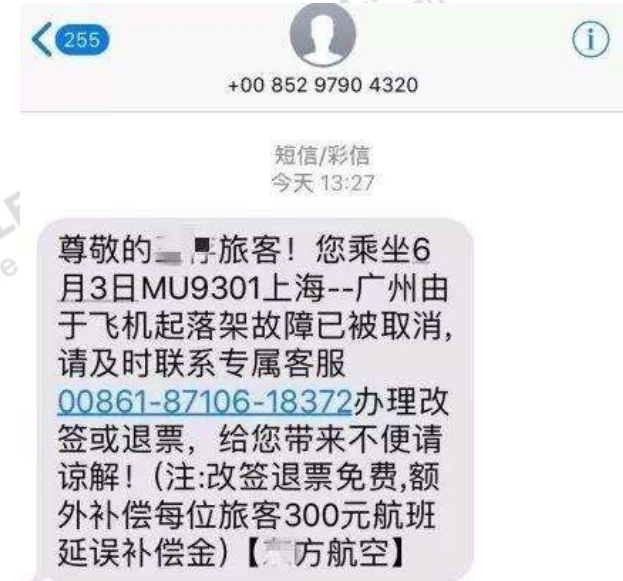 255
+00 852 9790 4320
短信/彩信
今天 13:27
尊敬的 旅客！您乘坐6
月3日MU9301上海--广州由
于飞机起落架故障已被取消,
请及时联系专属客服
00861-87106-18372办理改
签或退票，给您带来不便请
谅解！(注:改签退票免费,额
外补偿每位旅客300元航班
延误补偿金)【 方航空】